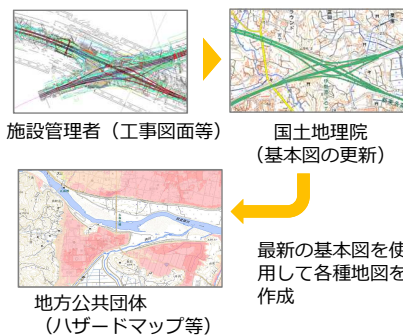 施設管理者（工事図面等）
国土地理院
（基本図の更新）
最新の基本図を使
用して各種地図を
作成
地方公共団体
（ハザードマップ等）